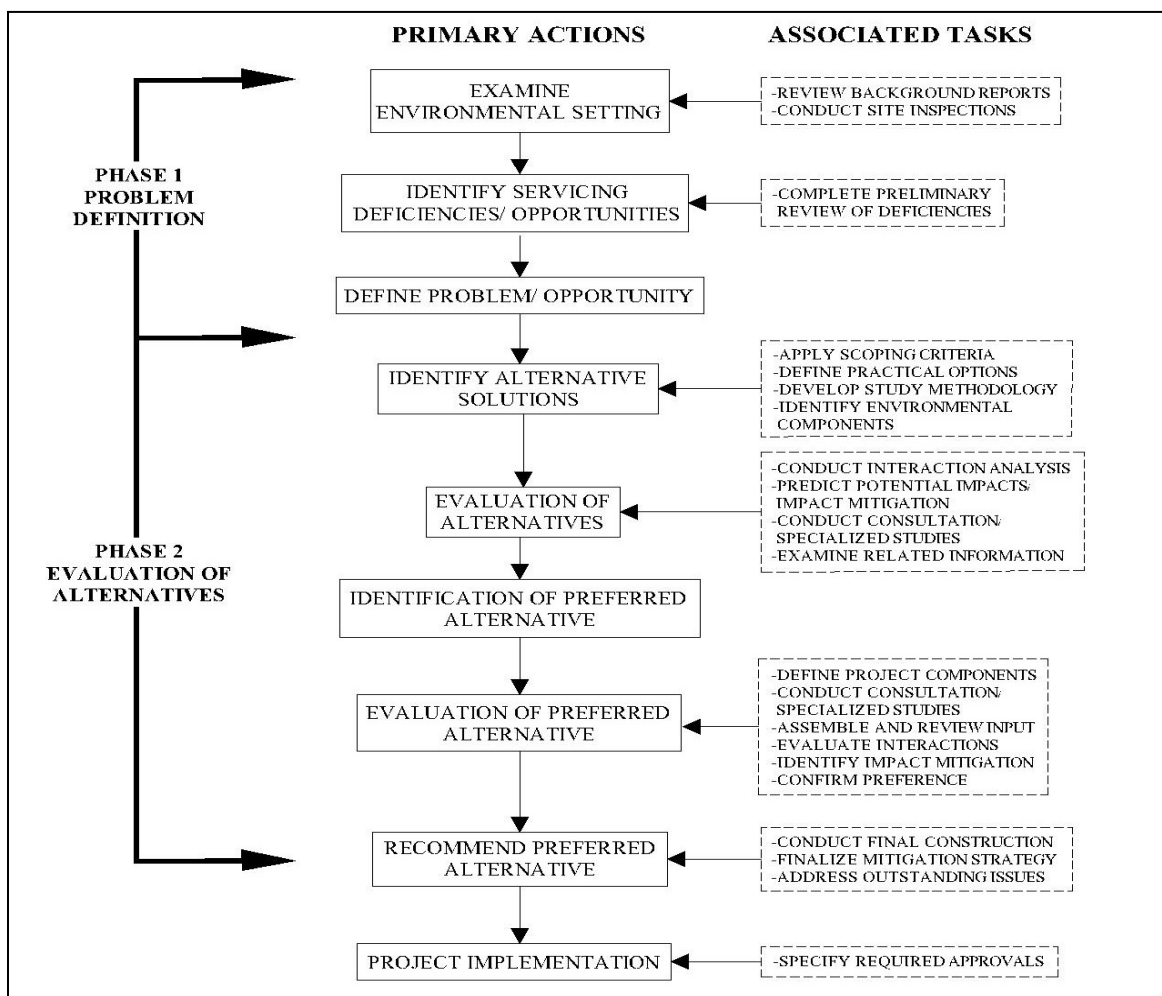 PRIMARY ACTIONS
ASSOCIATED TASKS
EXAMINE
ENVIRONMENTAL SETTING
-REVIEW BACKGROUND REPORTS
-CONDUCT SITE INSPECTIONS
PHASE 1
PROBLEM
DEFINITION
IDENTIFY SERVICING
DEFICIENCIES/ OPPORTUNITIES
-COMPLETE PRELIMINARY
REVIEW OF DEFICIENCIES
DEFINE PROBLEM/ OPPORTUNITY
IDENTIFY ALTERNATIVE
SOLUTIONS
-APPLY SCOPING CRITERIA
-DEFINE PRACTICAL OPTIONS
-DEVELOP STUDY METHODOLOGY
-IDENTIFY ENVIRONMENTAL
COMPONENTS
EVALUATION OF
ALTERNATIVES
-CONDUCT INTERACTION ANALYSIS
-PREDICT POTENTIAL IMPACTS/
IMPACT MITIGATION
-CONDUCT CONSULTATION/
SPECIALIZED STUDIES
-EXAMINE RELATED INFORMATION
PHASE 2
EVALUATION OF
ALTERNATIVES
IDENTIFICATION OF PREFERRED
ALTERNATIVE
EVALUATION OF PREFERRED
ALTERNATIVE
-DEFINE PROJECT COMPONENTS
-CONDUCT CONSULTATION/
SPECIALIZED STUDIES
-ASSEMBLE AND REVIEW INPUT
-EVALUATE INTERACTIONS
-IDENTIFY IMPACT MITIGATION
-CONFIRM PREFERENCE
RECOMMEND PREFERRED
ALTERNATIVE
-CONDUCT FINAL CONSTRUCTION
-FINALIZE MITIGATION STRATEGY
-ADDRESS OUTSTANDING ISSUES
PROJECT IMPLEMENTATION
-SPECIFY REQUIRED APPROVALS